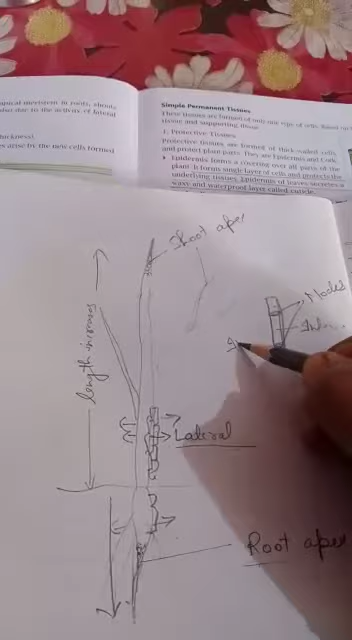 apical meristem in roots, shoots
also due to the activity of lateral
thickness).
arise by the new cells formed
Simple Permanent Tissues
These tissues are formed of only one type of cells. Based on
tissue and supporting tissue
1. Protective Tissues
Protective tissues are formed of thick-walled cells,
and protect plant parts. They are Epidermis and Cork.
Epidermis forms a covering over all parts of the
plant. It forms single layer of cells and protects the
underlying tissues. Epidermis of leaves secretes a
waxy and waterproof layer called cuticle.
Shoot apex
length increases
Nodes
Lateral
Root apex